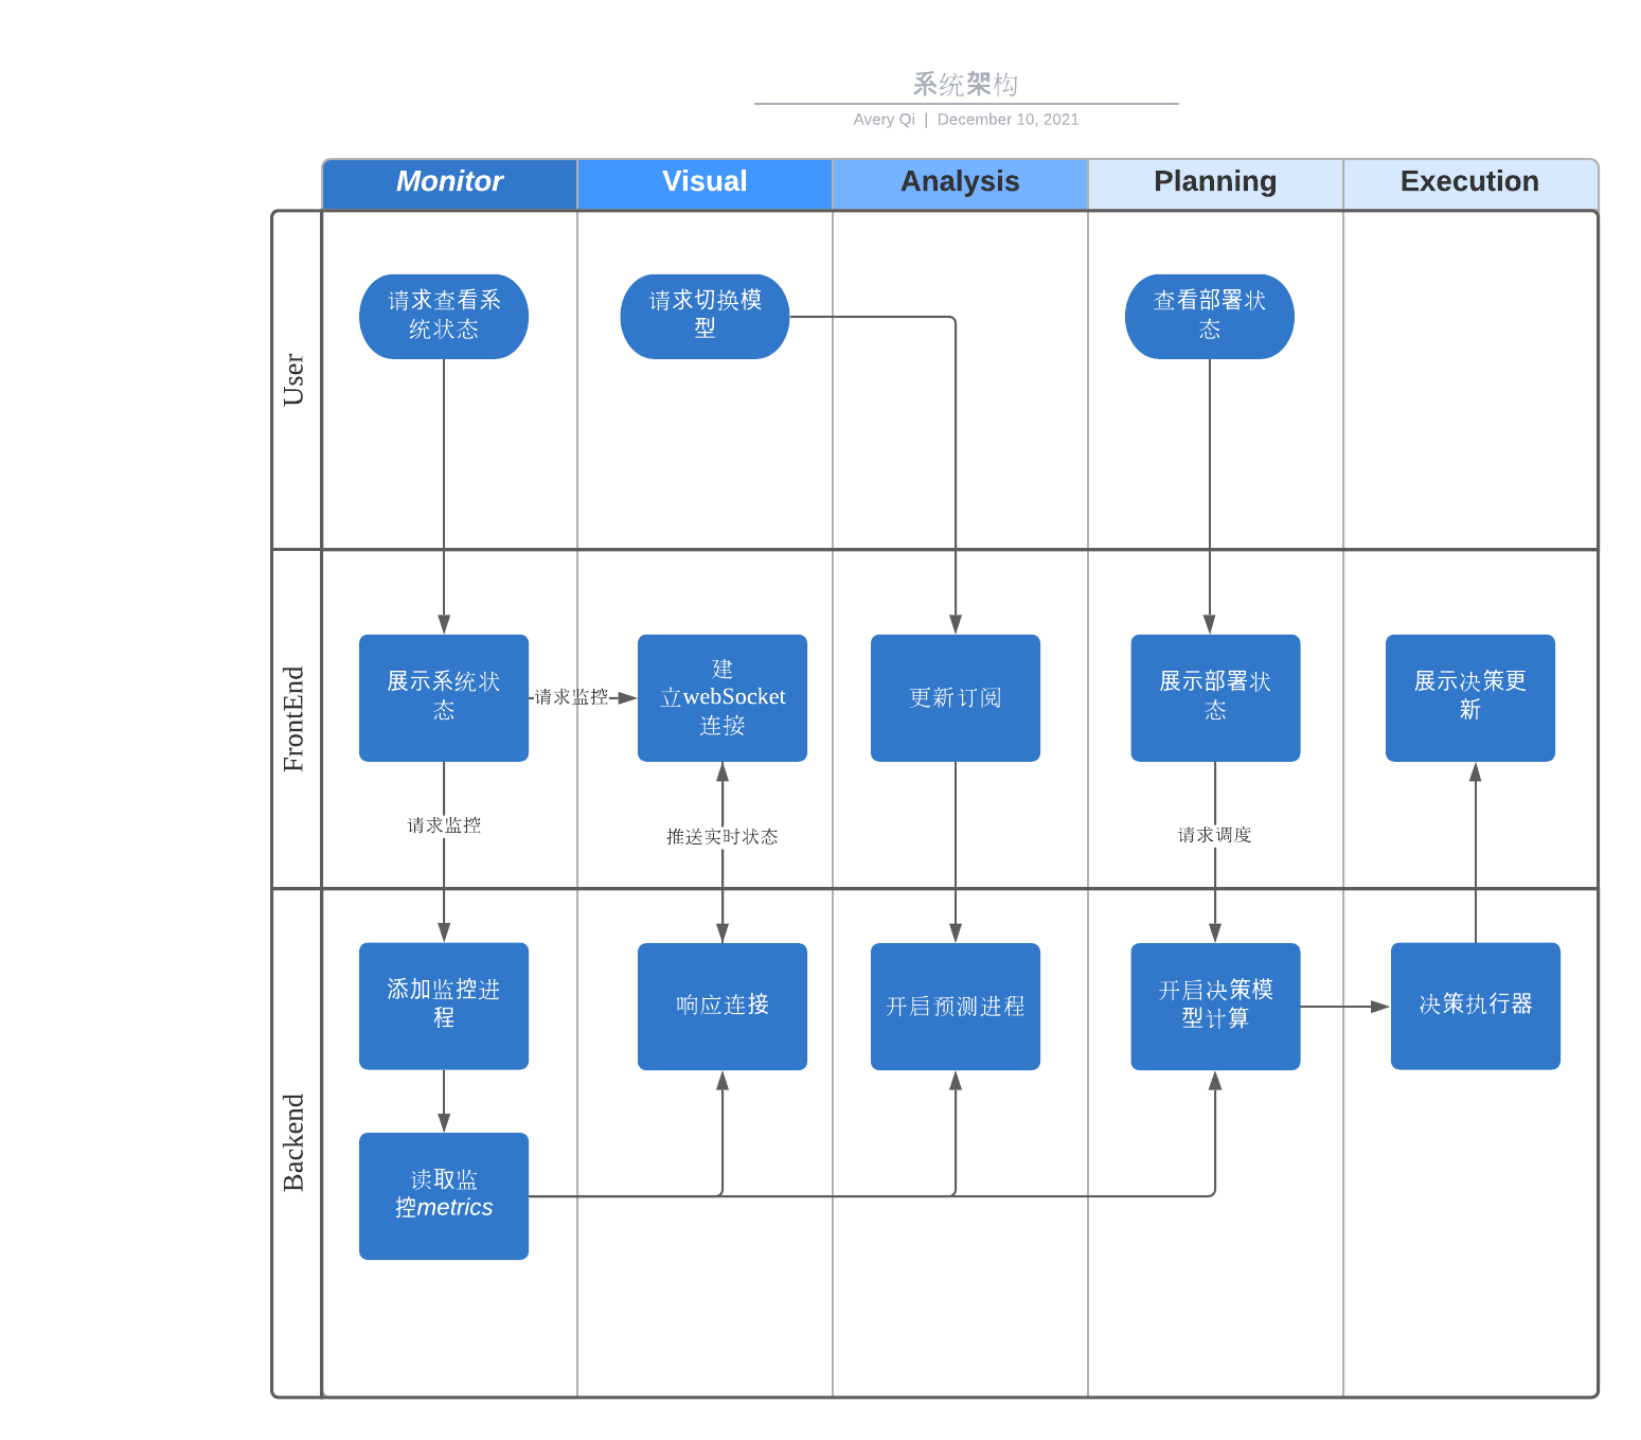 系统架构
Avery Qi | December 10, 2021
Monitor
Visual
Analysis
Planning
Execution
User
请求查看系
统状态
请求切换模
型
查看部署状
态
FrontEnd
展示系统状
态
请求监控
建
立webSocket
连接
更新订阅
展示部署状
态
展示决策更
新
请求监控
推送实时状态
请求调度
Backend
添加监控进
程
响应连接
开启预测进程
开启决策模
型计算
决策执行器
读取监
控metrics